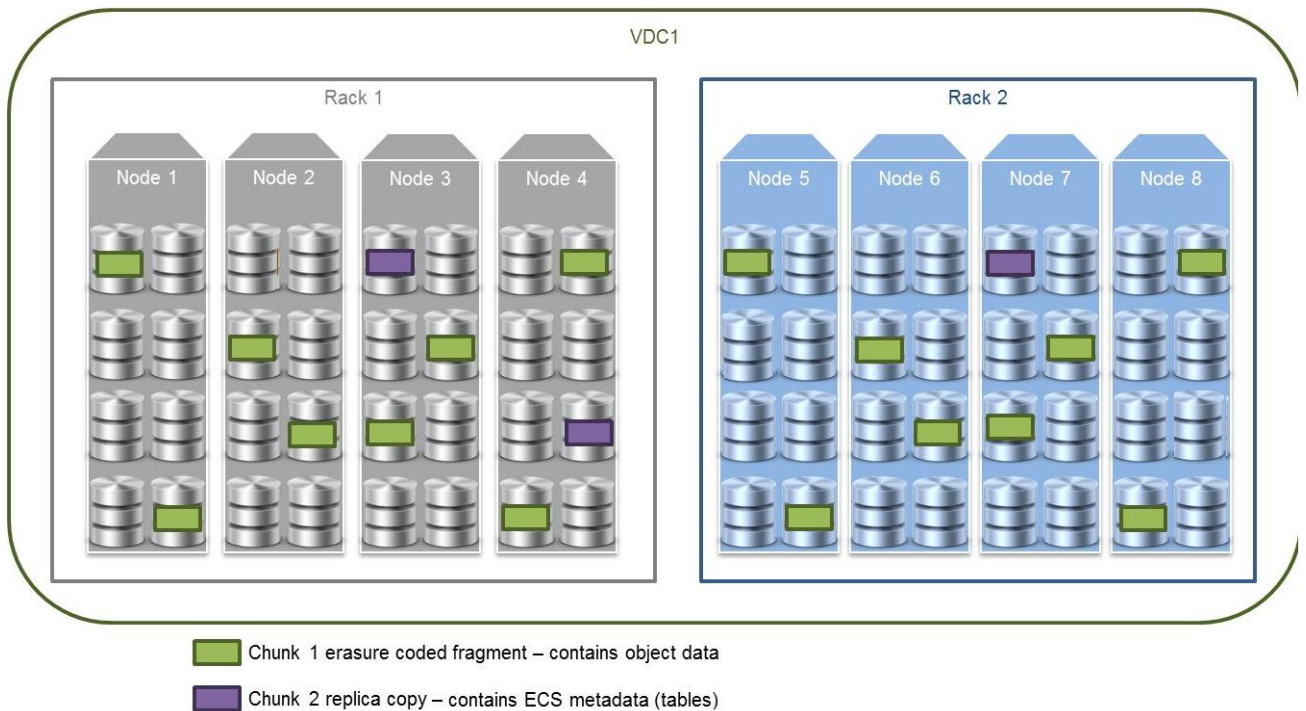 VDC1
Rack 1
Rack 2
Node 1
Node 2
Node 3
Node 4
Node 5
Node 6
Node 7
Node 8
Chunk 1 erasure coded fragment – contains object data
Chunk 2 replica copy – contains ECS metadata (tables)